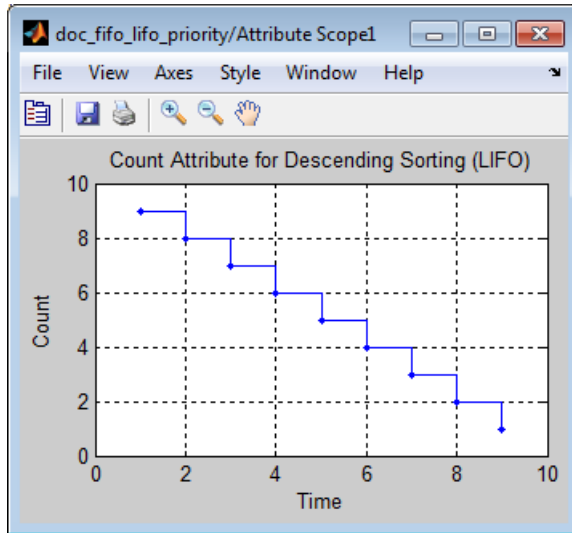 doc_fifo_lifo_priority/Attribute Scope1
File View Axes Style Window Help
Count Attribute for Descending Sorting (LIFO)
10
8
6
4
2
0
Count
0 2 4 6 8 10
Time